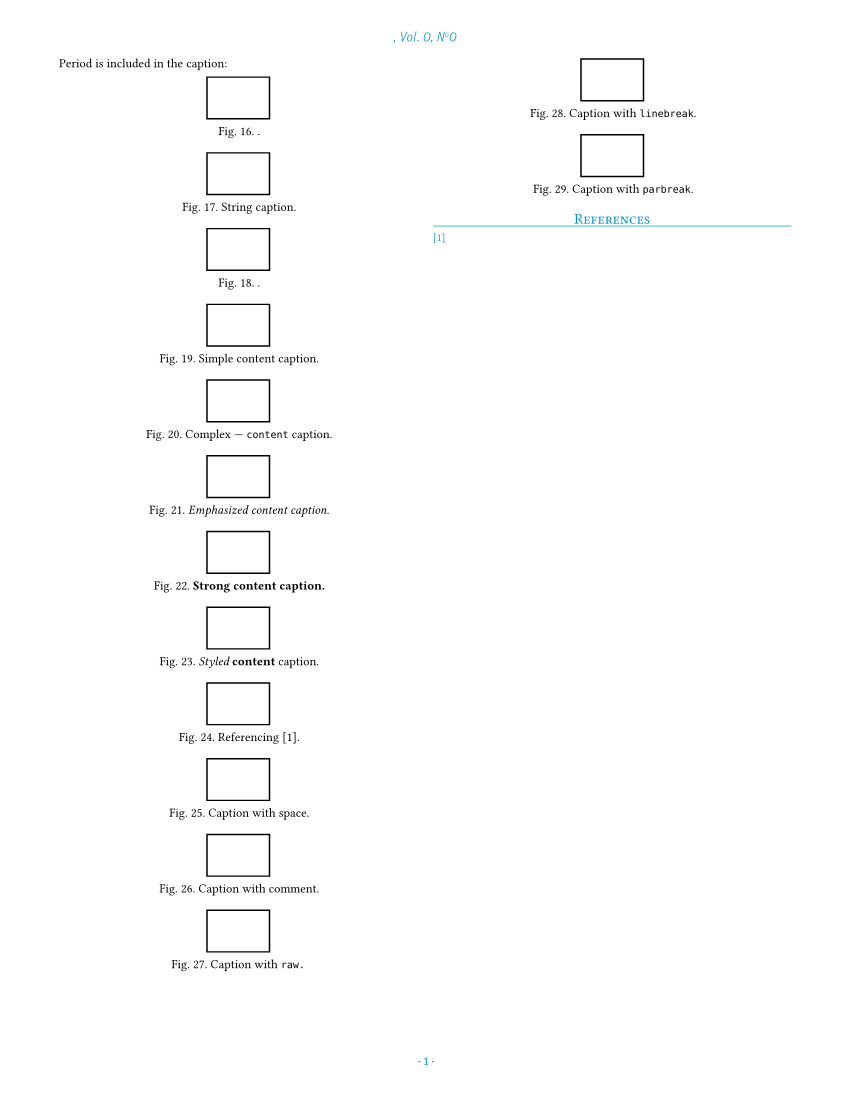 , Vol. 0, Nº0
Period is included in the caption:
Fig. 16. .
Fig. 17. String caption.
Fig. 18. .
Fig. 19. Simple content caption.
Fig. 20. Complex — content caption.
Fig. 21. Emphasized content caption.
Fig. 22. Strong content caption.
Fig. 23. Styled content caption.
Fig. 24. Referencing [1].
Fig. 25. Caption with space.
Fig. 26. Caption with comment.
Fig. 27. Caption with raw.
Fig. 28. Caption with linebreak.
Fig. 29. Caption with parbreak.
References
[1]
- 1 -